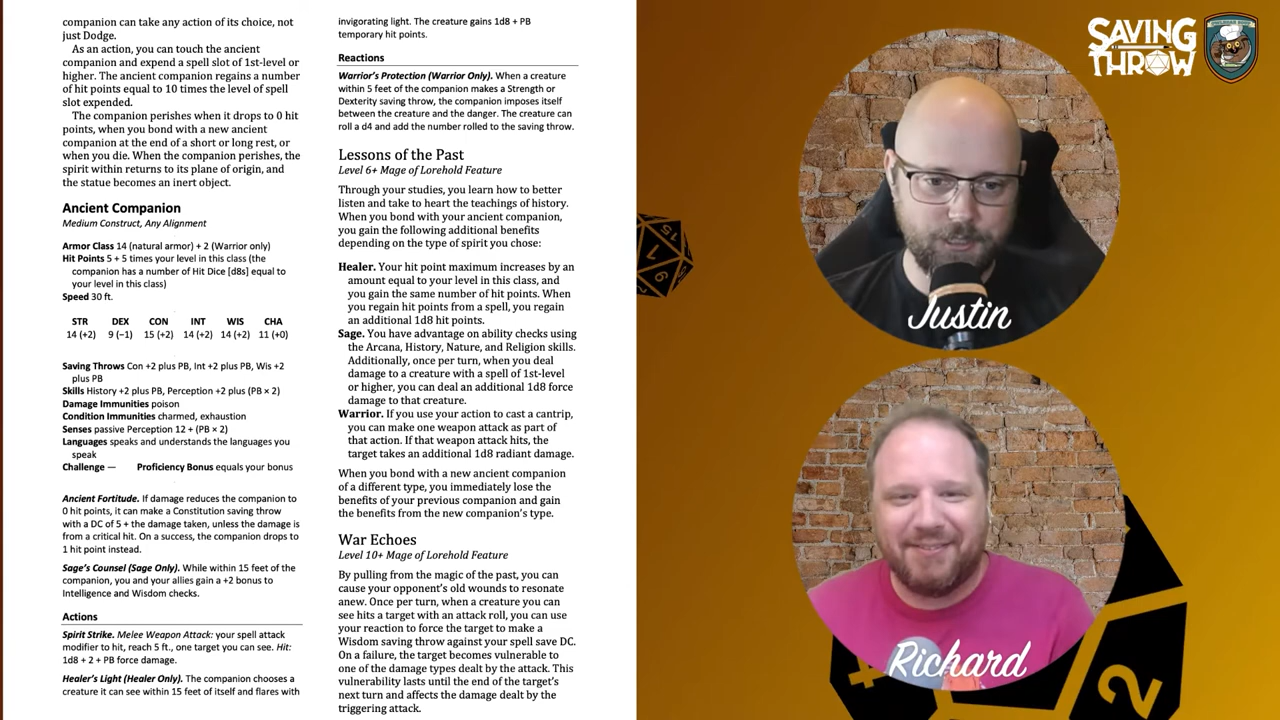 companion can take any action of its choice, not
just Dodge.
As an action, you can touch the ancient
companion and expend a spell slot of 1st-level or
higher. The ancient companion regains a number
of hit points equal to 10 times the level of spell
slot expended.
The companion perishes when it drops to 0 hit
points, when you bond with a new ancient
companion at the end of a short or long rest, or
when you die. When the companion perishes, the
spirit within returns to its plane of origin, and
the statue becomes an inert object.
Ancient Companion
Medium Construct, Any Alignment
Armor Class 14 (natural armor) + 2 (Warrior only)
Hit Points 5 + 5 times your level in this class (the
companion has a number of Hit Dice [d8s] equal to
your level in this class)
Speed 30 ft.
STR DEX CON INT WIS CHA
14 (+2) 9 (−1) 15 (+2) 14 (+2) 14 (+2) 11 (+0)
Saving Throws Con +2 plus PB, Int +2 plus PB, Wis +2
plus PB
Skills History +2 plus PB, Perception +2 plus (PB × 2)
Damage Immunities poison
Condition Immunities charmed, exhaustion
Senses passive Perception 12 + (PB × 2)
Languages speaks and understands the languages you
speak
Challenge — Proficiency Bonus equals your bonus
Ancient Fortitude. If damage reduces the companion to
0 hit points, it can make a Constitution saving throw
with a DC of 5 + the damage taken, unless the damage is
from a critical hit. On a success, the companion drops to
1 hit point instead.
Sage's Counsel (Sage Only). While within 15 feet of the
companion, you and your allies gain a +2 bonus to
Intelligence and Wisdom checks.
Actions
Spirit Strike. Melee Weapon Attack: your spell attack
modifier to hit, reach 5 ft., one target you can see. Hit:
1d8 + 2 + PB force damage.
Healer's Light (Healer Only). The companion chooses a
creature it can see within 15 feet of itself and flares with
invigorating light. The creature gains 1d8 + PB
temporary hit points.
Reactions
Warrior's Protection (Warrior Only). When a creature
within 5 feet of the companion makes a Strength or
Dexterity saving throw, the companion imposes itself
between the creature and the danger. The creature can
roll a d4 and add the number rolled to the saving throw.
Lessons of the Past
Level 6+ Mage of Lorehold Feature
Through your studies, you learn how to better
listen and take to heart the teachings of history.
When you bond with your ancient companion,
you gain the following additional benefits
depending on the type of spirit you chose:
Healer. Your hit point maximum increases by an
amount equal to your level in this class, and
you gain the same number of hit points. When
you regain hit points from a spell, you regain
an additional 1d8 hit points.
Sage. You have advantage on ability checks using
the Arcana, History, Nature, and Religion skills.
Additionally, once per turn, when you deal
damage to a creature with a spell of 1st-level
or higher, you can deal an additional 1d8 force
damage to that creature.
Warrior. If you use your action to cast a cantrip,
you can make one weapon attack as part of
that action. If that weapon attack hits, the
target takes an additional 1d8 radiant damage.
When you bond with a new ancient companion
of a different type, you immediately lose the
benefits of your previous companion and gain
the benefits from the new companion's type.
War Echoes
Level 10+ Mage of Lorehold Feature
By pulling from the magic of the past, you can
cause your opponent's old wounds to resonate
anew. Once per turn, when a creature you can
see hits a target with an attack roll, you can use
your reaction to force the target to make a
Wisdom saving throw against your spell save DC.
On a failure, the target becomes vulnerable to
one of the damage types dealt by the attack. This
vulnerability lasts until the end of the target's
next turn and affects the damage dealt by the
triggering attack.
SAVING
THROW
Justin
Richard
15
7
2